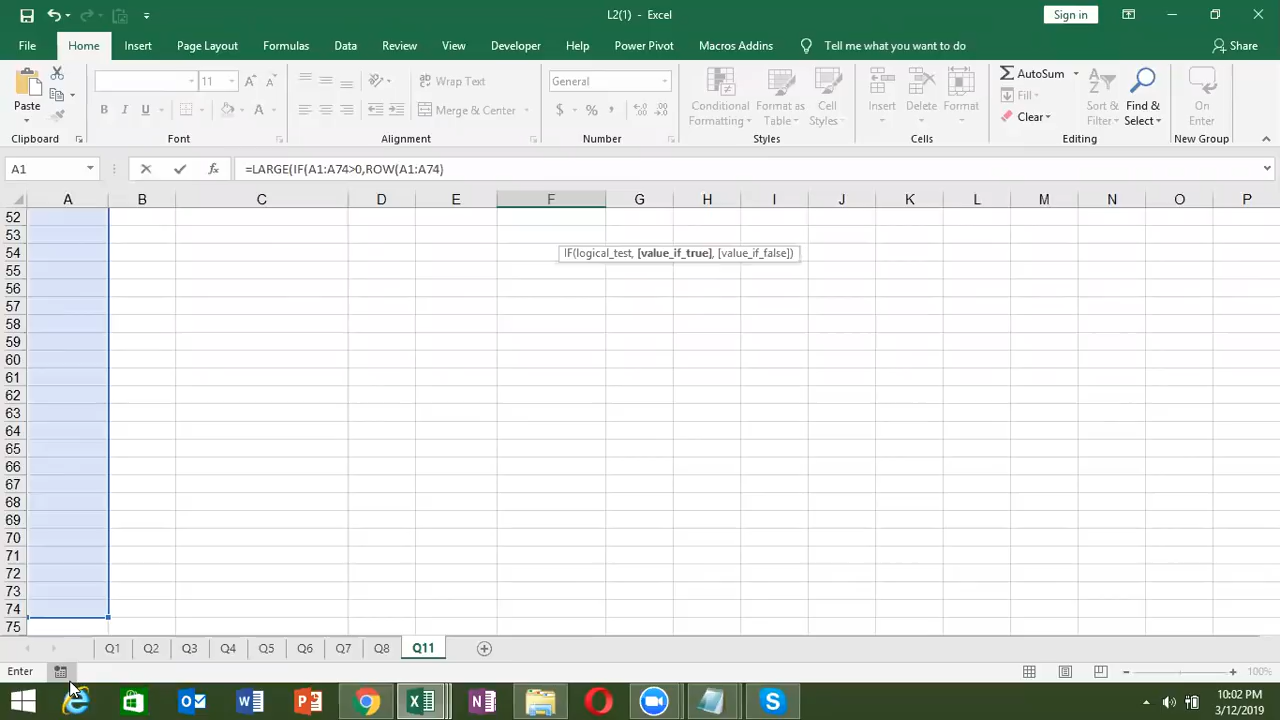 L2(1) - Excel
Sign in
File Home Insert Page Layout Formulas Data Review View Developer Help Power Pivot Macros Addins Tell me what you want to do Share
Paste
11
Wrap Text
Merge & Center
General
Conditional Formatting
Format as Table
Cell Styles
Insert
Delete
Format
AutoSum
Fill
Clear
Sort & Filter
Find & Select
Or Enter
Clipboard Font Alignment Number Styles Cells Editing New Group
A1 =LARGE(IF(A1:A74>0,ROW(A1:A74)
A B C D E F G H I J K L M N O P
52
53
54 IF(logical_test, [value_if_true], [value_if_false])
55
56
57
58
59
60
61
62
63
64
65
66
67
68
69
70
71
72
73
74
75
Q1 Q2 Q3 Q4 Q5 Q6 Q7 Q8 Q11
Enter 100%
10:02 PM
3/12/2019